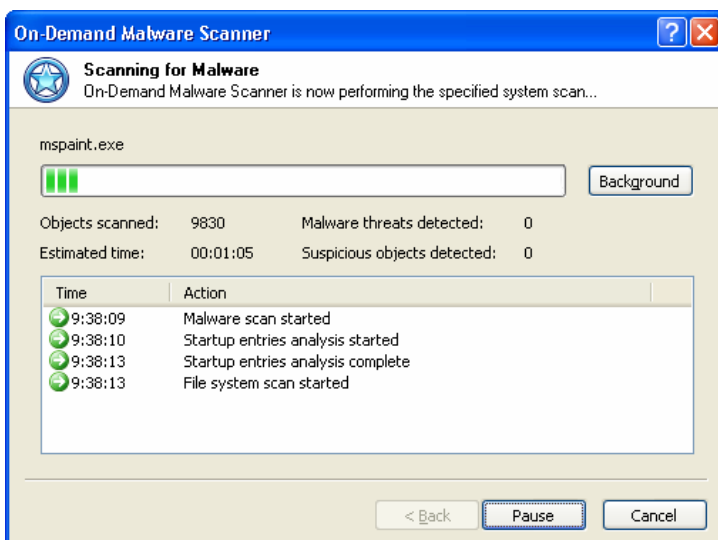 On-Demand Malware Scanner
Scanning for Malware
On-Demand Malware Scanner is now performing the specified system scan...
mspaint.exe
Background
Objects scanned: 9830 Malware threats detected: 0
Estimated time: 00:01:05 Suspicious objects detected: 0
Time Action
9:38:09 Malware scan started
9:38:10 Startup entries analysis started
9:38:13 Startup entries analysis complete
9:38:13 File system scan started
< Back Pause Cancel